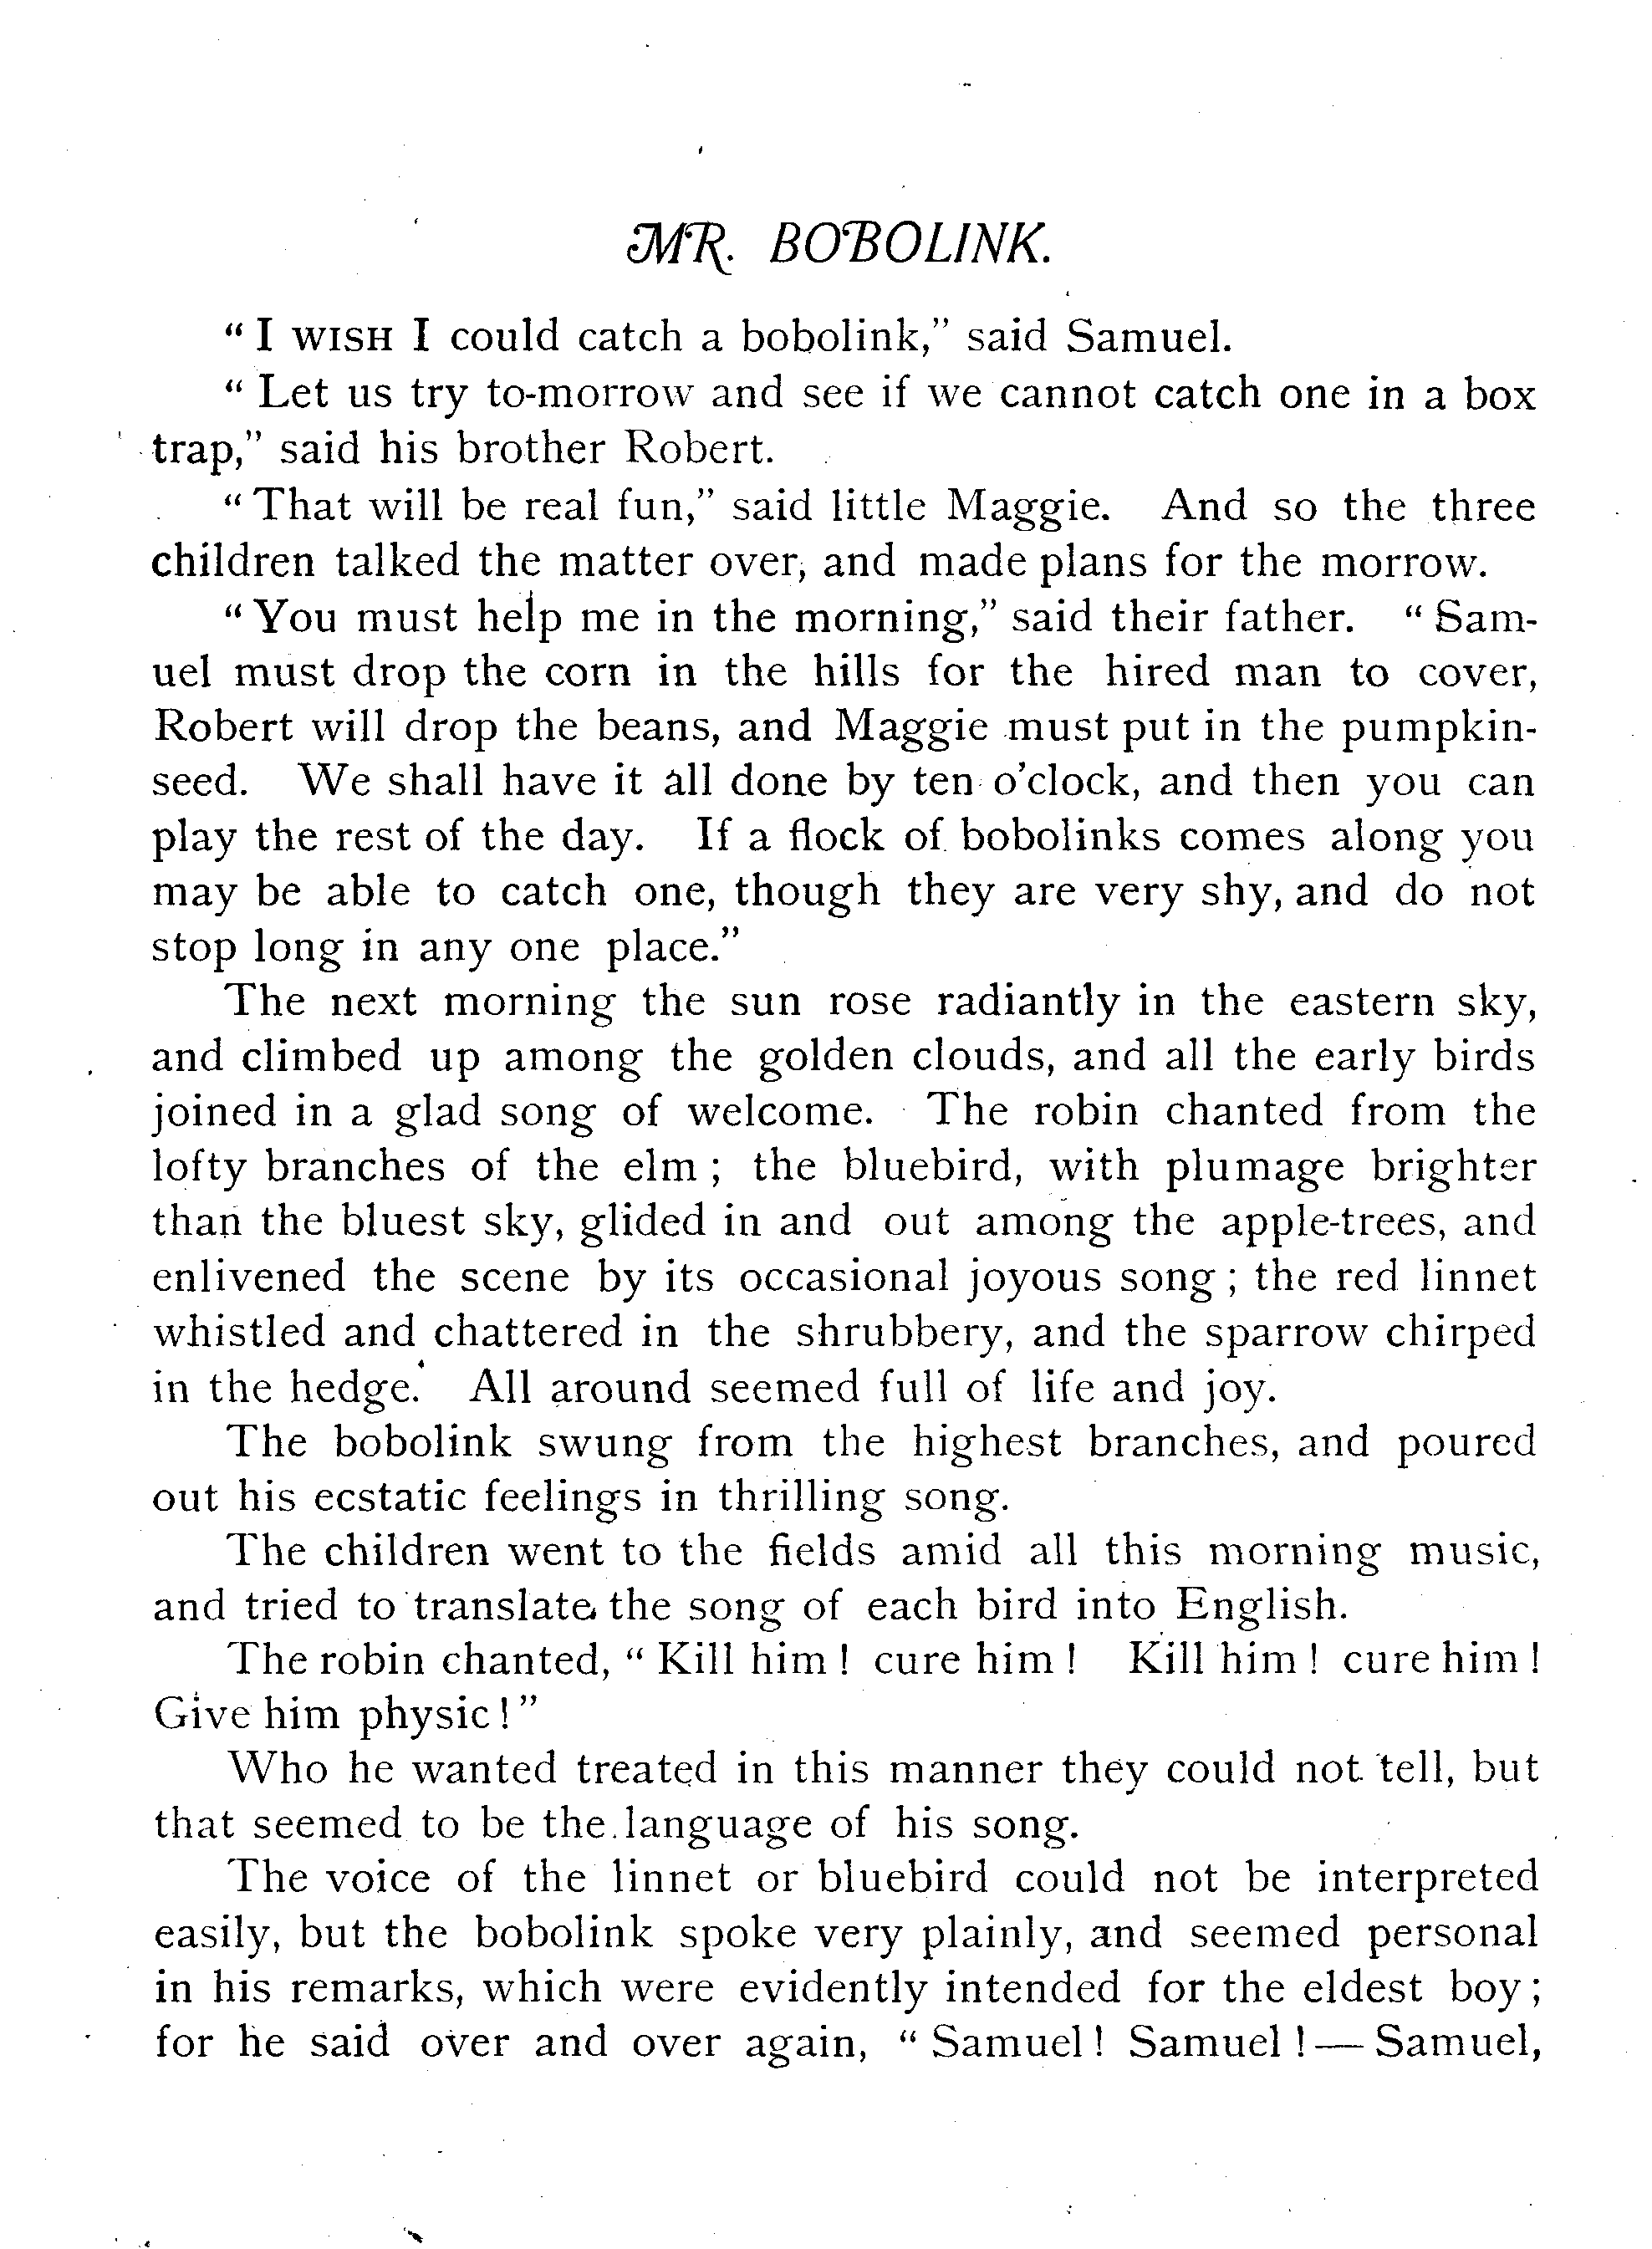 MR. BOBOLINK.
“ I WISH I could catch a bobolink,” said Samuel.
“ Let us try to-morrow and see if we cannot catch one in a box
trap,” said his brother Robert.
“ That will be real fun,” said little Maggie. And so the three
children talked the matter over, and made plans for the morrow.
“ You must help me in the morning,” said their father. “ Sam-
uel must drop the corn in the hills for the hired man to cover,
Robert will drop the beans, and Maggie must put in the pumpkin-
seed. We shall have it all done by ten o’clock, and then you can
play the rest of the day. If a flock of bobolinks comes along you
may be able to catch one, though they are very shy, and do not
stop long in any one place.”
The next morning the sun rose radiantly in the eastern sky,
and climbed up among the golden clouds, and all the early birds
joined in a glad song of welcome. The robin chanted from the
lofty branches of the elm ; the bluebird, with plumage brighter
than the bluest sky, glided in and out among the apple-trees, and
enlivened the scene by its occasional joyous song ; the red linnet
whistled and chattered in the shrubbery, and the sparrow chirped
in the hedge. All around seemed full of life and joy.
The bobolink swung from the highest branches, and poured
out his ecstatic feelings in thrilling song.
The children went to the fields amid all this morning music,
and tried to translate the song of each bird into English.
The robin chanted, “ Kill him ! cure him ! Kill him ! cure him !
Give him physic ! ”
Who he wanted treated in this manner they could not tell, but
that seemed to be the language of his song.
The voice of the linnet or bluebird could not be interpreted
easily, but the bobolink spoke very plainly, and seemed personal
in his remarks, which were evidently intended for the eldest boy ;
for he said over and over again, “ Samuel ! Samuel ! — Samuel,